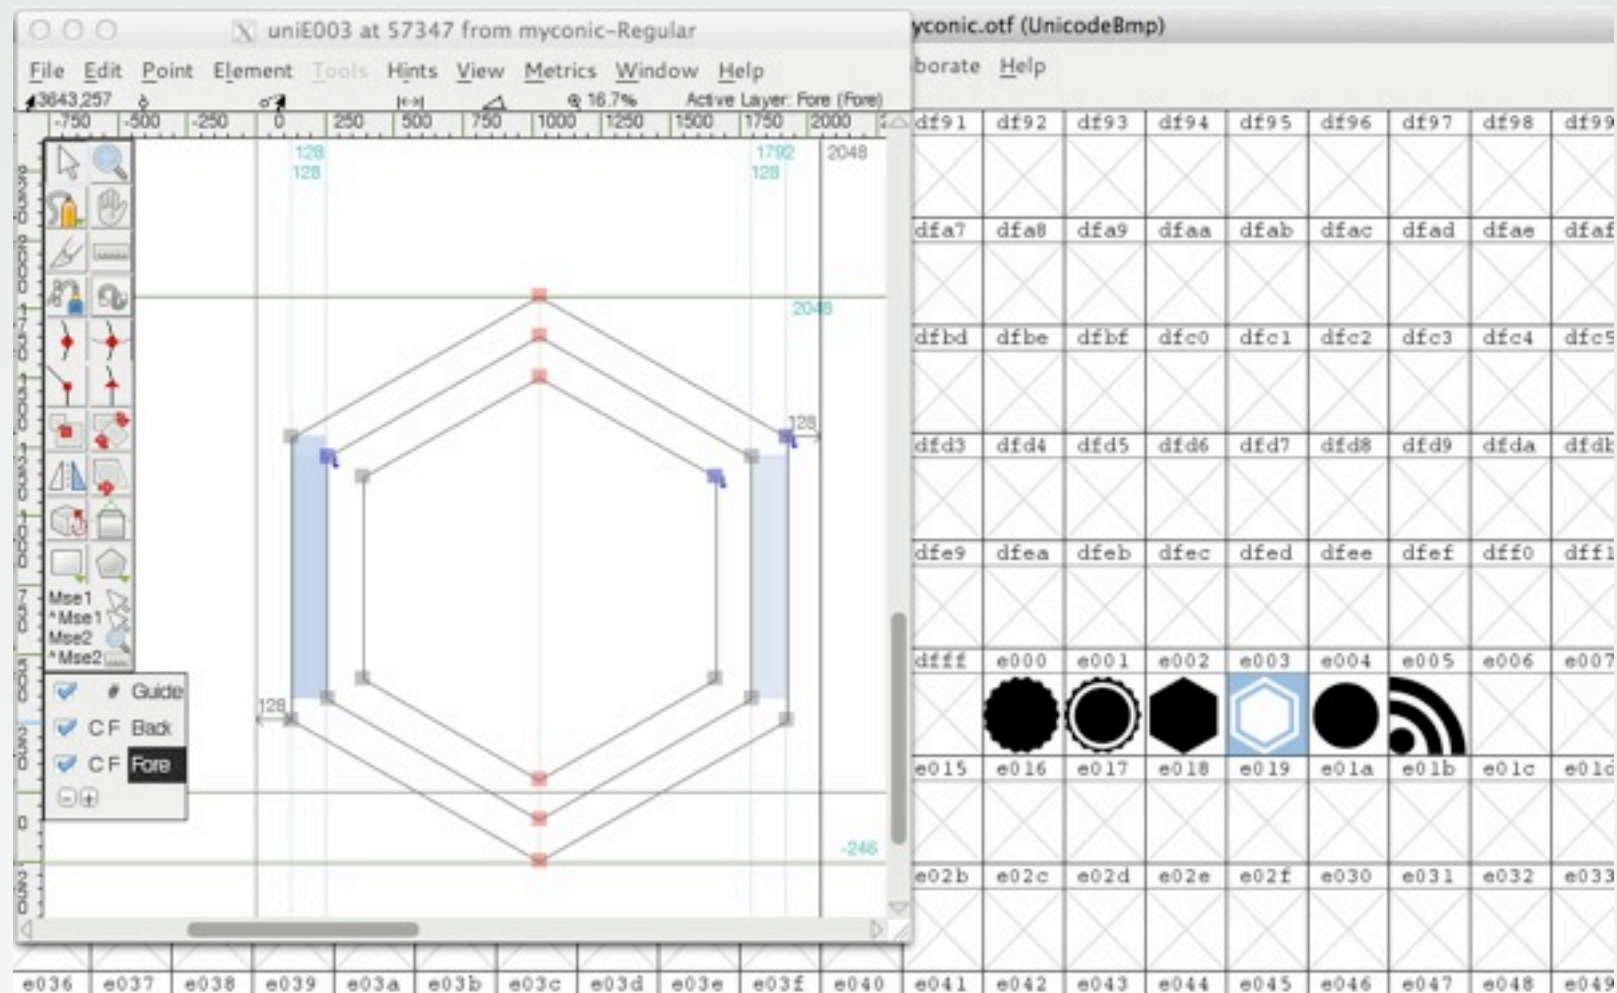 uniE003 at 57347 from myconic-Regular
yconic.otf (UnicodeBmp)
File Edit Point Element Tools Hints View Metrics Window Help
borate Help
3643,257 16.7% Active Layer: Fore (Fore)
-750 -500 -250 0 250 500 750 1000 1250 1500 1750 2000
df91 df92 df93 df94 df95 df96 df97 df98 df99
128 1792 2048
128 128
dfa7 dfa8 dfa9 dfaa dfab dfac dfad dfae dfaf
2048
dfbd dfbe dfbf dfc0 dfc1 dfc2 dfc3 dfc4 dfc5
128
dfd3 dfd4 dfd5 dfd6 dfd7 dfd8 dfd9 dfda dfdb
dfe9 dfea dfeb dfec dfed dfee dfef dff0 dff1
Mse1
^Mse1
Mse2
^Mse2
dfff e000 e001 e002 e003 e004 e005 e006 e007
# Guide
128
C F Back
C F Fore
e015 e016 e017 e018 e019 e01a e01b e01c e01d
-246
e02b e02c e02d e02e e02f e030 e031 e032 e033
e036 e037 e038 e039 e03a e03b e03c e03d e03e e03f e040 e041 e042 e043 e044 e045 e046 e047 e048 e049